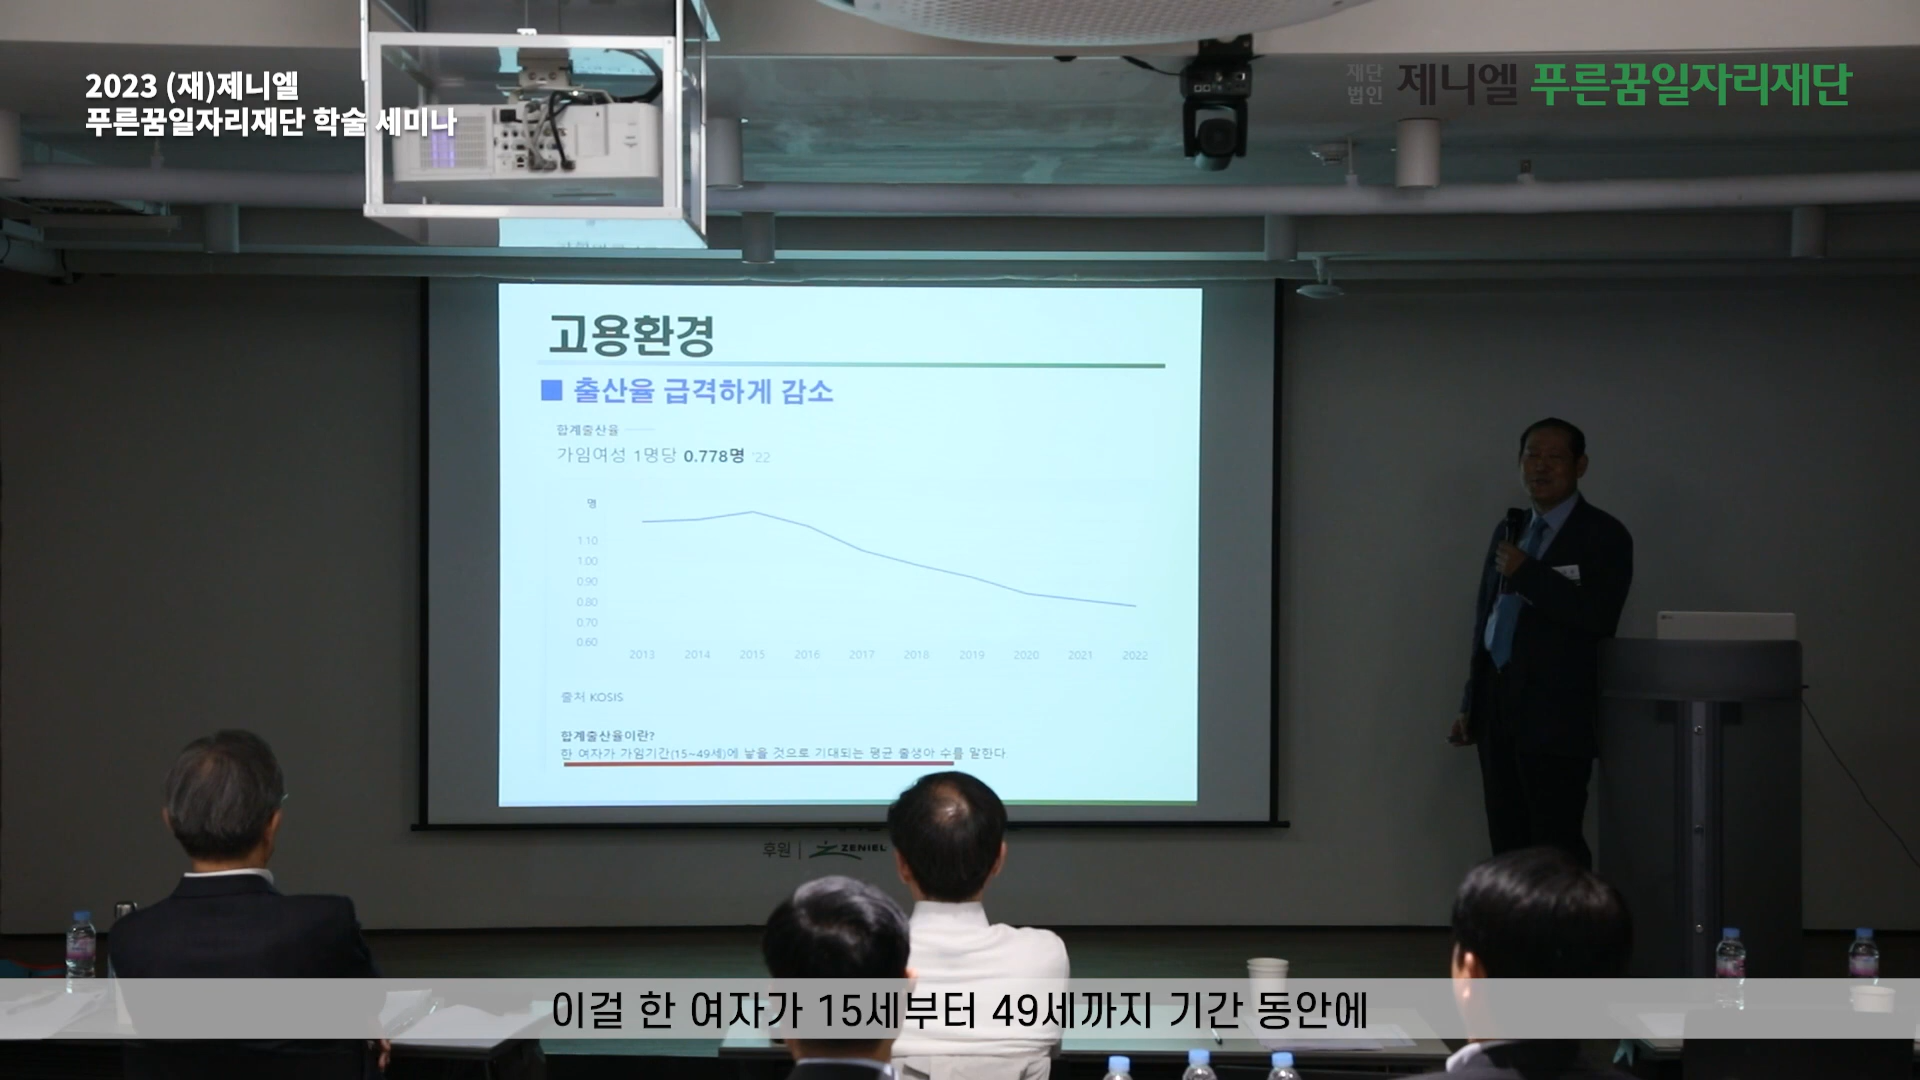 2023 (재)제니엘
푸른꿈일자리재단 학술 세미나
재단
법인
제니엘 푸른꿈일자리재단
고용환경
■ 출산율 급격하게 감소
합계출산율
가임여성 1명당 0.778명 '22
명
1.10
1.00
0.90
0.80
0.70
0.60
2013 2014 2015 2016 2017 2018 2019 2020 2021 2022
출처 KOSIS
합계출산율이란?
한 여자가 가임기간(15~49세)에 낳을 것으로 기대되는 평균 출생아 수를 말한다
후원 | ZENIEL
이걸 한 여자가 15세부터 49세까지 기간 동안에